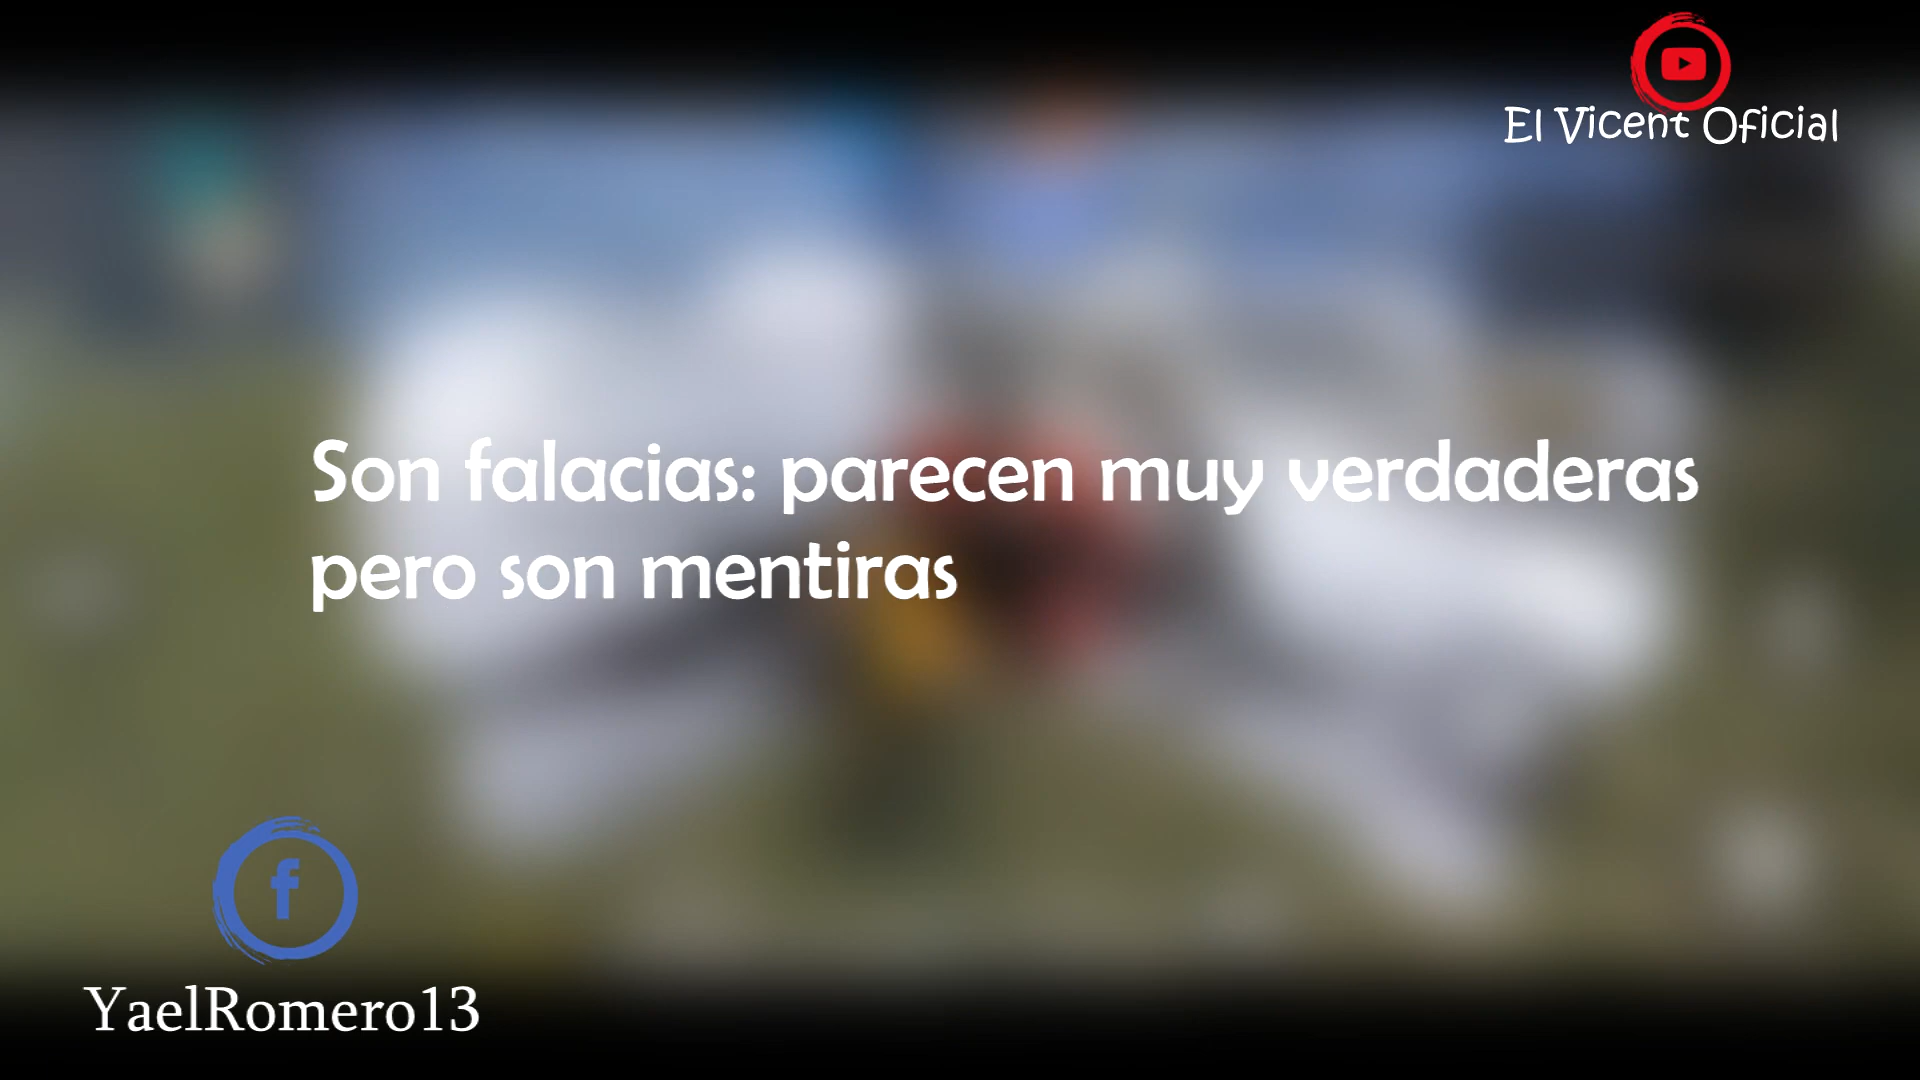 El Vicent Oficial
Son falacias: parecen muy verdaderas
pero son mentiras
YaelRomero13